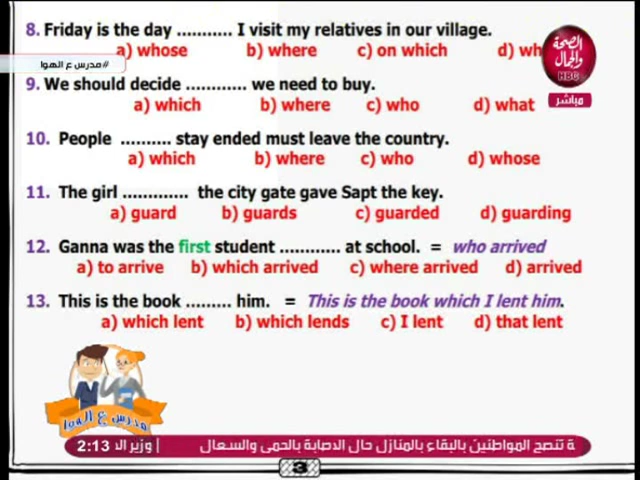 8. Friday is the day ........... I visit my relatives in our village.
a) whose b) where c) on which d) wh
#مدرس ع الهوا
الصحة والجمال
HBC
مباشر
9. We should decide ............ we need to buy.
a) which b) where c) who d) what
10. People .......... stay ended must leave the country.
a) which b) where c) who d) whose
11. The girl ............. the city gate gave Sapt the key.
a) guard b) guards c) guarded d) guarding
12. Ganna was the first student ............ at school. = who arrived
a) to arrive b) which arrived c) where arrived d) arrived
13. This is the book ......... him. = This is the book which I lent him.
a) which lent b) which lends c) I lent d) that lent
مدرس ع الهوا
2:13 وزير الا | ة تنصح المواطنين بالبقاء بالمنازل حال الاصابة بالحمى والسعال
3